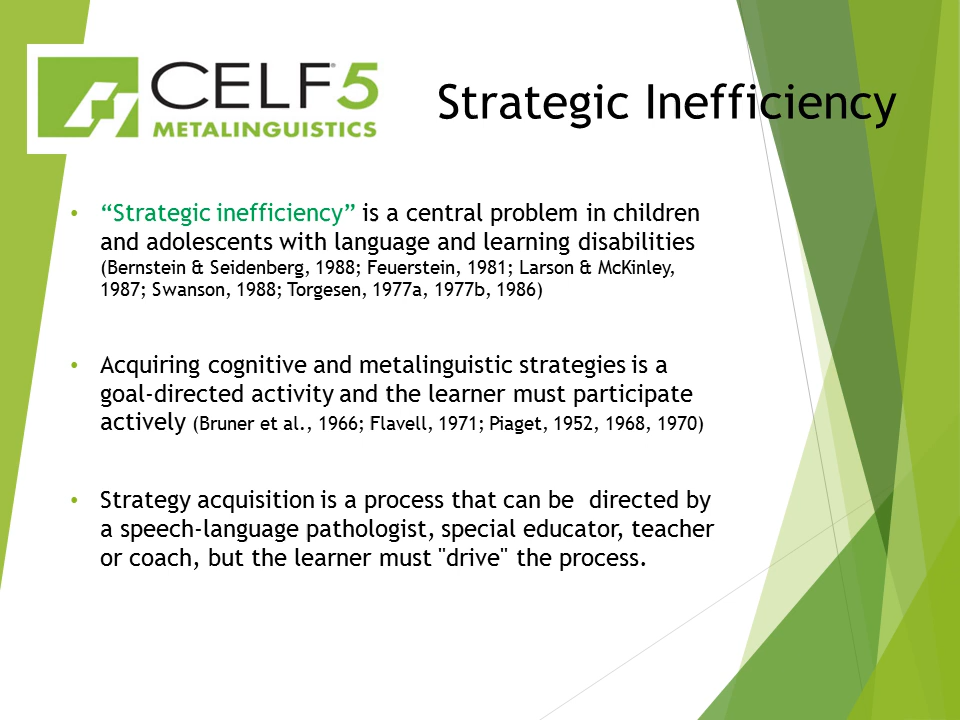 CELF 5
METALINGUISTICS
Strategic Inefficiency
• “Strategic inefficiency” is a central problem in children
and adolescents with language and learning disabilities
(Bernstein & Seidenberg, 1988; Feuerstein, 1981; Larson & McKinley,
1987; Swanson, 1988; Torgesen, 1977a, 1977b, 1986)
• Acquiring cognitive and metalinguistic strategies is a
goal-directed activity and the learner must participate
actively (Bruner et al., 1966; Flavell, 1971; Piaget, 1952, 1968, 1970)
• Strategy acquisition is a process that can be  directed by
a speech-language pathologist, special educator, teacher
or coach, but the learner must "drive" the process.